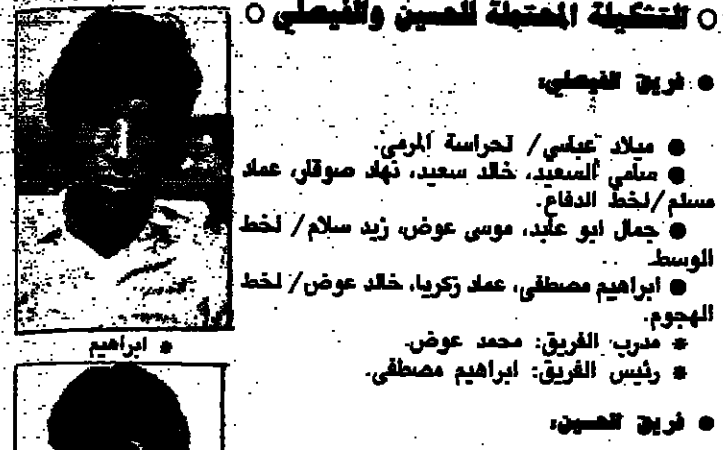 ○ التشكيلة المحتملة للحسين والفيصلي ○
● فريق الفيصلي:
● ميلاد عباسي/ لحراسة المرمى.
● سامي السعيد، خالد سعيد، نهاد صوقار، عماد
مسلم/لخط الدفاع.
● جمال ابو عابد، موسى عوض، زيد سلام/ لخط
الوسط.
● ابراهيم مصطفى، عماد زكريا، خالد عوض/ لخط
الهجوم.
* مدرب الفريق: محمد عوض.
* رئيس الفريق: ابراهيم مصطفى.
* ابراهيم
● فريق الحسين: